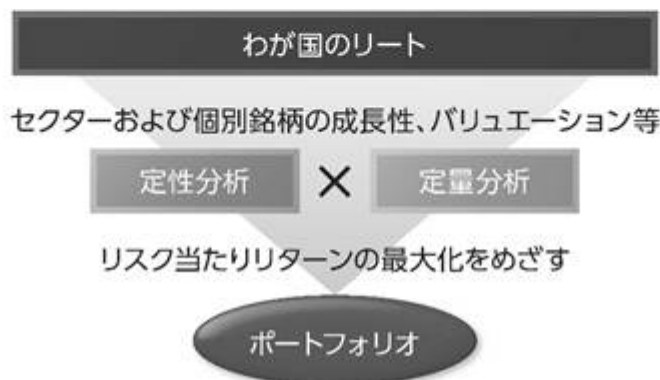 わが国のリート
セクターおよび個別銘柄の成長性、バリュエーション等
定性分析 × 定量分析
リスク当たりリターンの最大化をめざす
ポートフォリオ